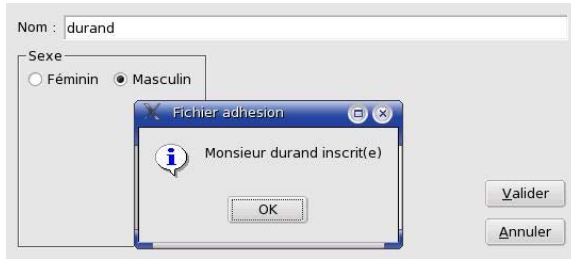 Nom : durand
Sexe
Féminin Masculin
Fichier adhesion
Monsieur durand inscrit(e)
OK
Valider
Annuler